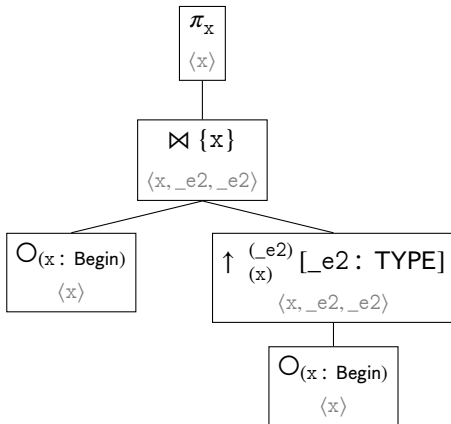 π_x
⟨x⟩
⋈ {x}
⟨x, _e2, _e2⟩
○(x: Begin)
⟨x⟩
↑ (_e2) (x) [_e2: TYPE]
⟨x, _e2, _e2⟩
○(x: Begin)
⟨x⟩